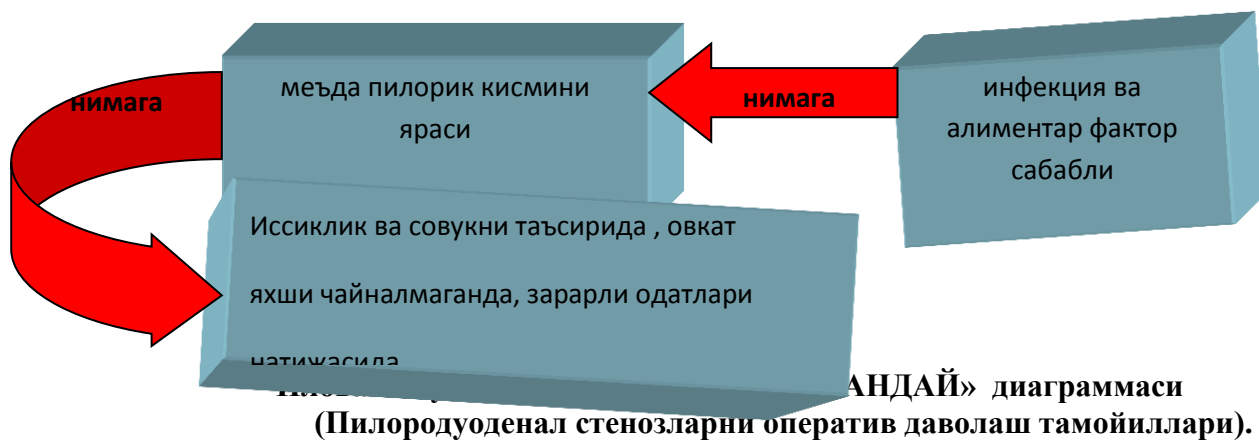 нимага
меъда пилорик кисмини
яраси
нимага
инфекция ва
алиментар фактор
сабабли
Иссиклик ва совукни таъсирида , овкат
яхши чайналмаганда, зарарли одатлари
натижасида
АНДАЙ» диаграммаси
(Пилородуоденал стенозларни оператив даволаш тамойиллари).